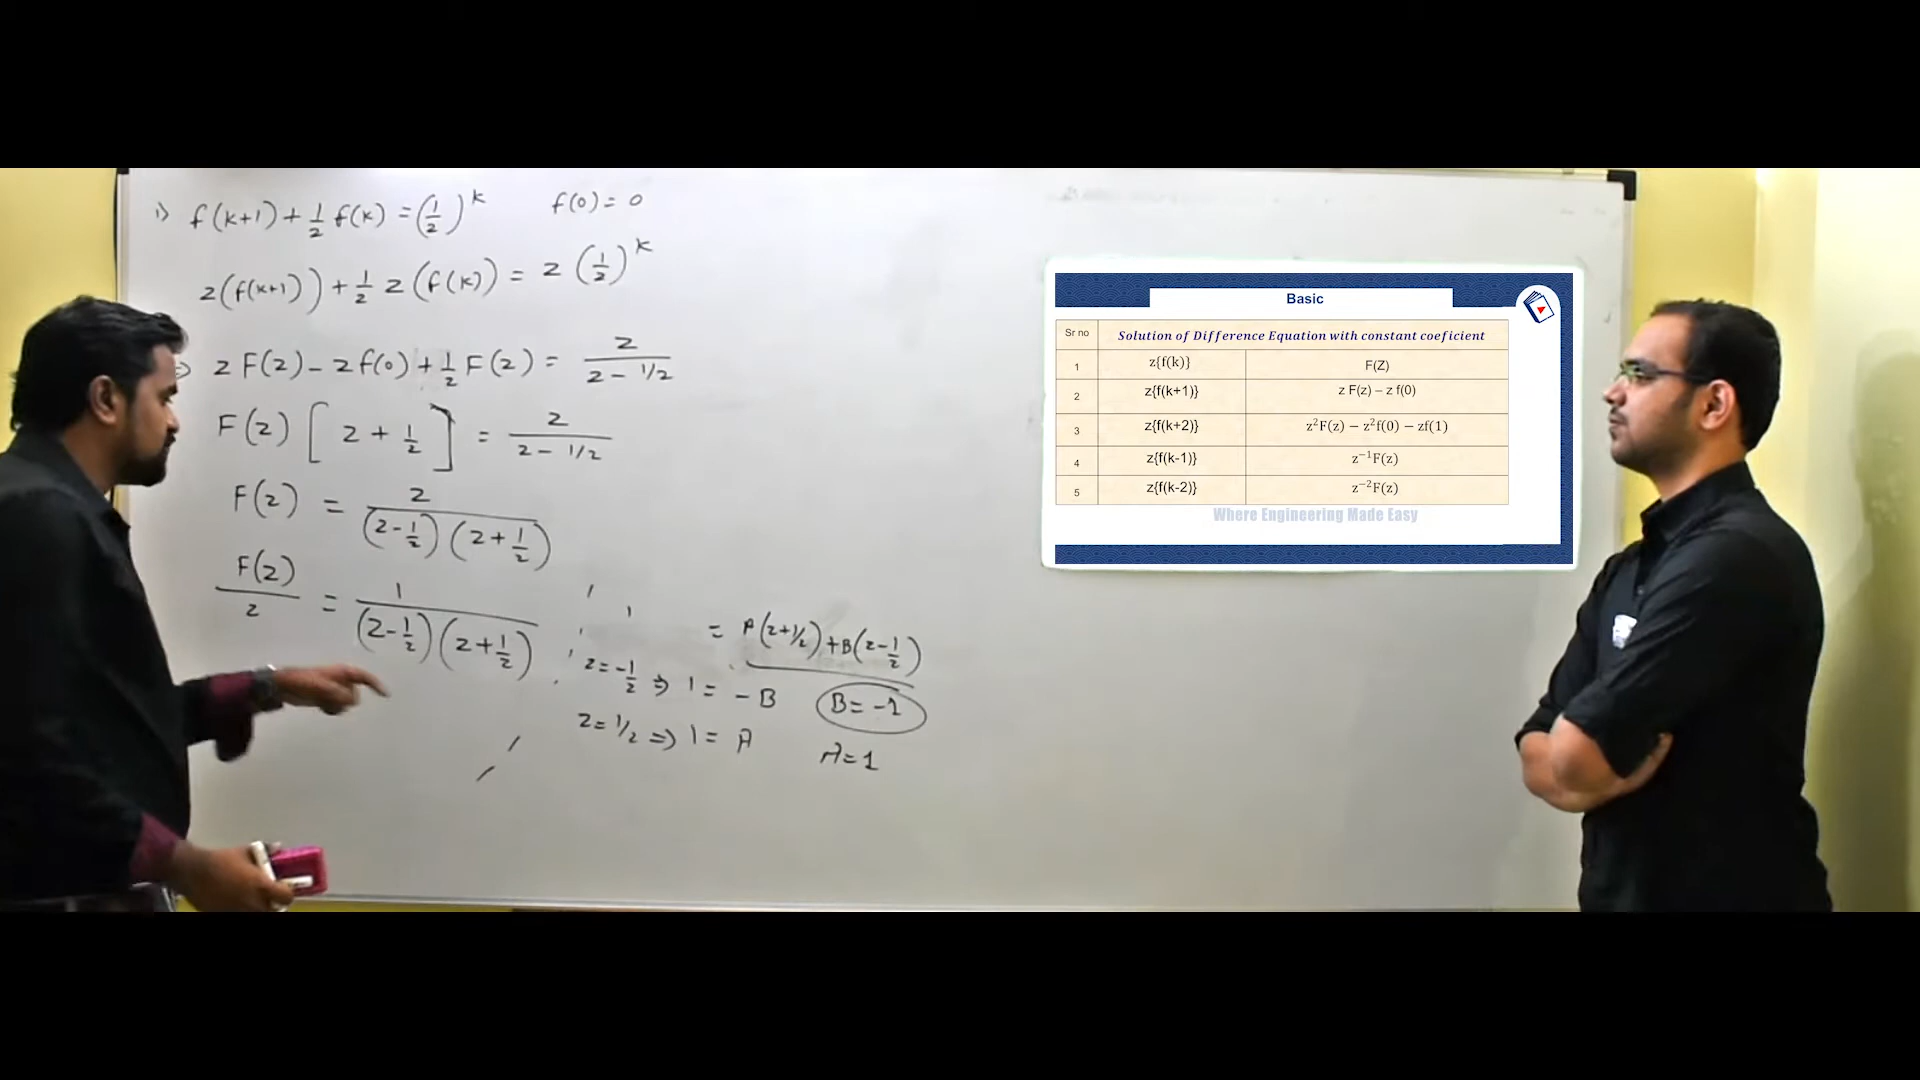 1) f(k+1) + 1/2 f(k) = (1/2)^k f(0) = 0
z(f(k+1)) + 1/2 z(f(k)) = z(1/2)^k
⇒ zF(z) - zf(0) + 1/2 F(z) = z/(z - 1/2)
F(z) [z + 1/2] = z/(z - 1/2)
F(z) = z/((z - 1/2)(z + 1/2))
F(z)/z = 1/((z - 1/2)(z + 1/2))
= A(z + 1/2) + B(z - 1/2)
z = -1/2 ⇒ 1 = -B B = -1
z = 1/2 ⇒ 1 = A A = 1
Basic
Sr no Solution of Difference Equation with constant coeficient
1 z{f(k)} F(Z)
2 z{f(k+1)} z F(z) – z f(0)
3 z{f(k+2)} z²F(z) − z²f(0) − zf(1)
4 z{f(k-1)} z⁻¹F(z)
5 z{f(k-2)} z⁻²F(z)
Where Engineering Made Easy